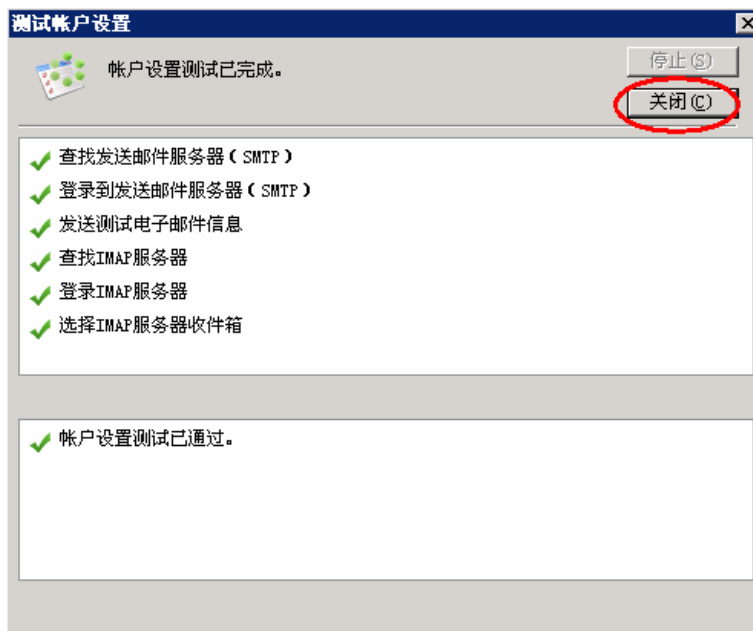 测试帐户设置
帐户设置测试已完成。
停止(S)
关闭(C)
查找发送邮件服务器(SMTP)
登录到发送邮件服务器(SMTP)
发送测试电子邮件信息
查找IMAP服务器
登录IMAP服务器
选择IMAP服务器收件箱
帐户设置测试已通过。